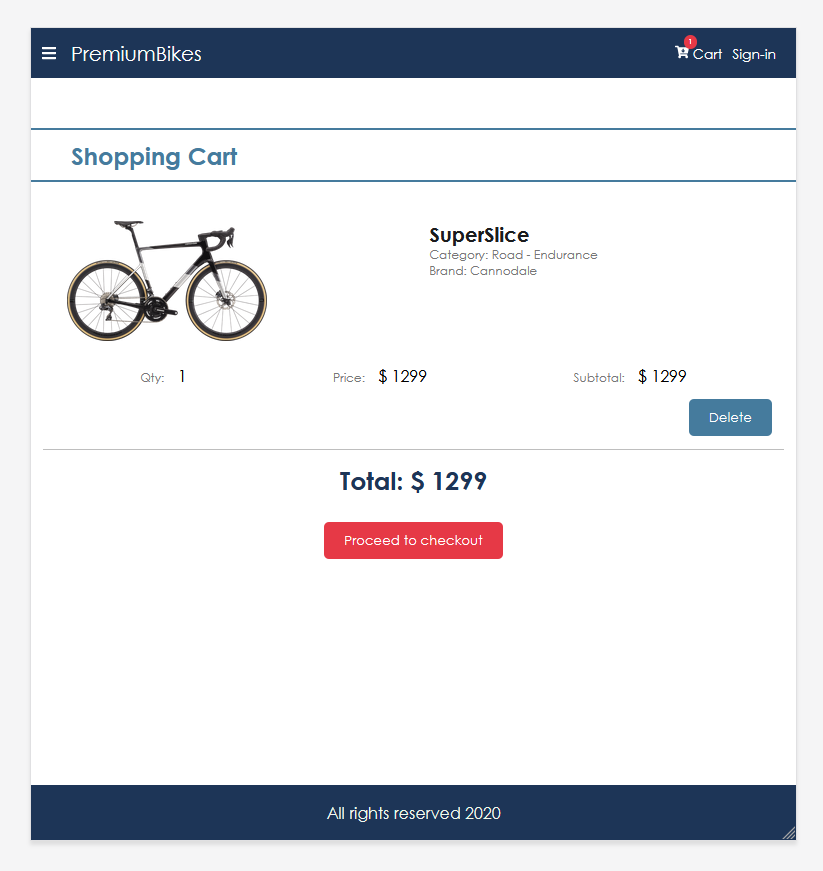 PremiumBikes
1
Cart Sign-in
Shopping Cart
SuperSlice
Category: Road - Endurance
Brand: Cannodale
Qty: 1 Price: $ 1299 Subtotal: $ 1299
Delete
Total: $ 1299
Proceed to checkout
All rights reserved 2020